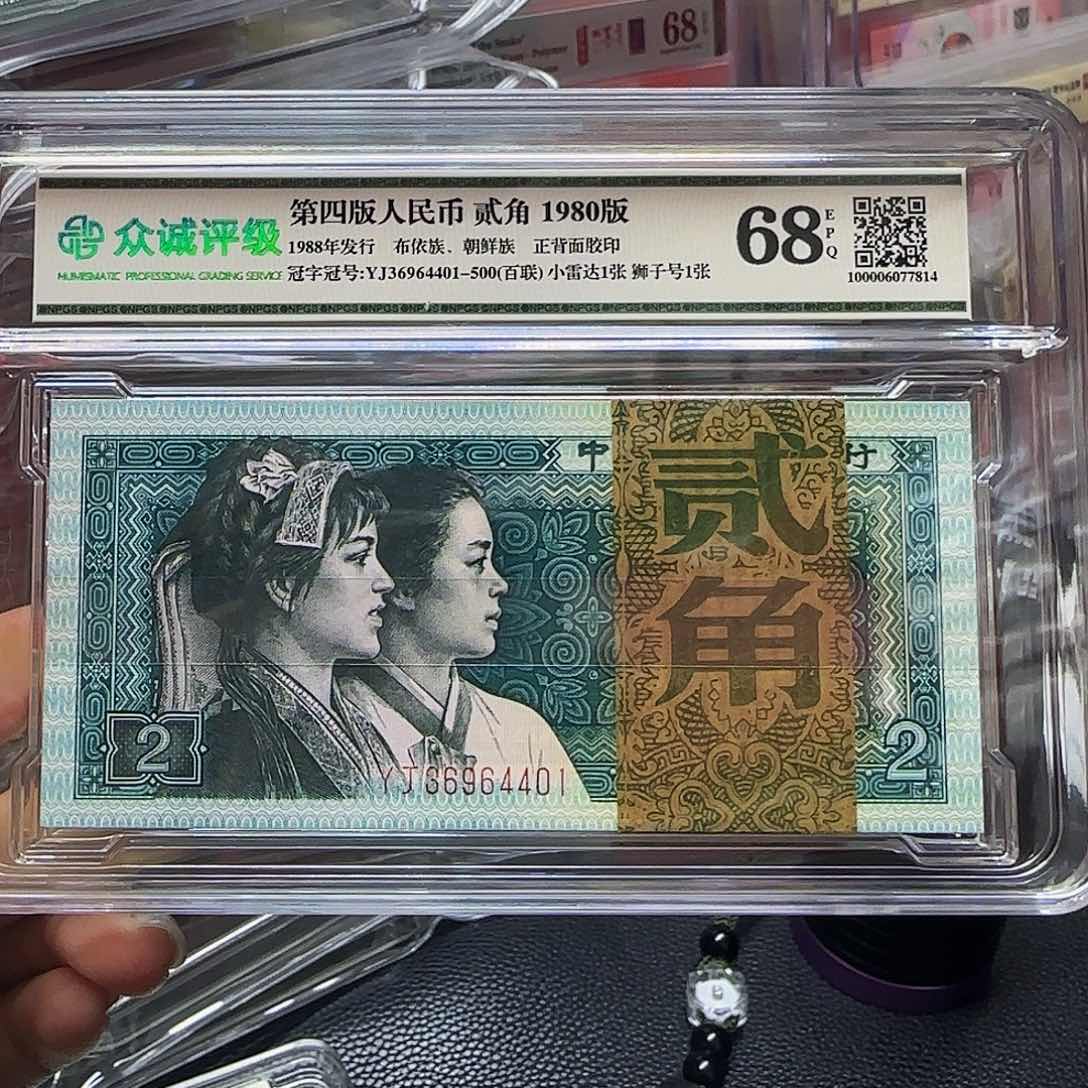 68
众诚评级
NUMISMATIC PROFESSIONAL GRADING SERVICE
第四版人民币 贰角 1980版
1988年发行 布依族、朝鲜族 正背面胶印
冠字冠号:YJ36964401-500(百联) 小雷达1张 狮子号1张
68
EPQ
100006077814
中
行
贰
角
2
YJ36964401
2